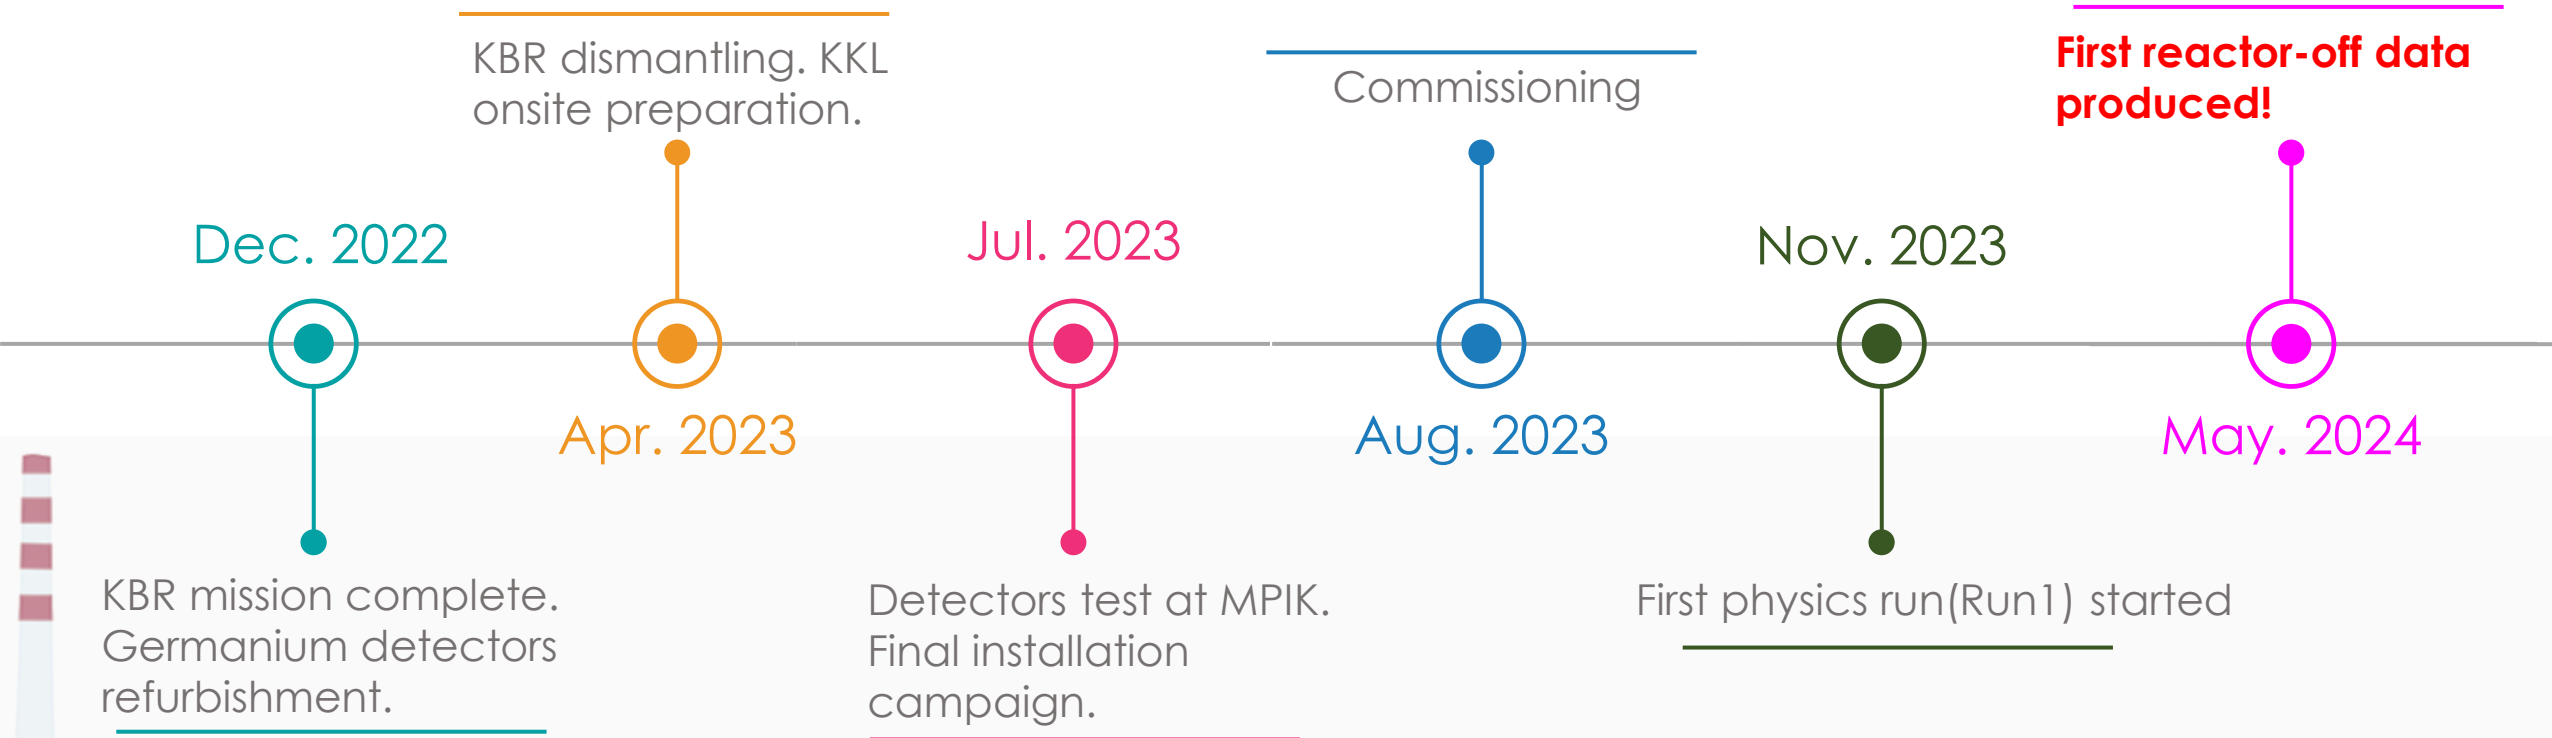 KBR dismantling. KKL
onsite preparation.
Commissioning
First reactor-off data
produced!
Dec. 2022
Jul. 2023
Nov. 2023
Apr. 2023
Aug. 2023
May. 2024
KBR mission complete.
Germanium detectors
refurbishment.
Detectors test at MPIK.
Final installation
campaign.
First physics run(Run1) started